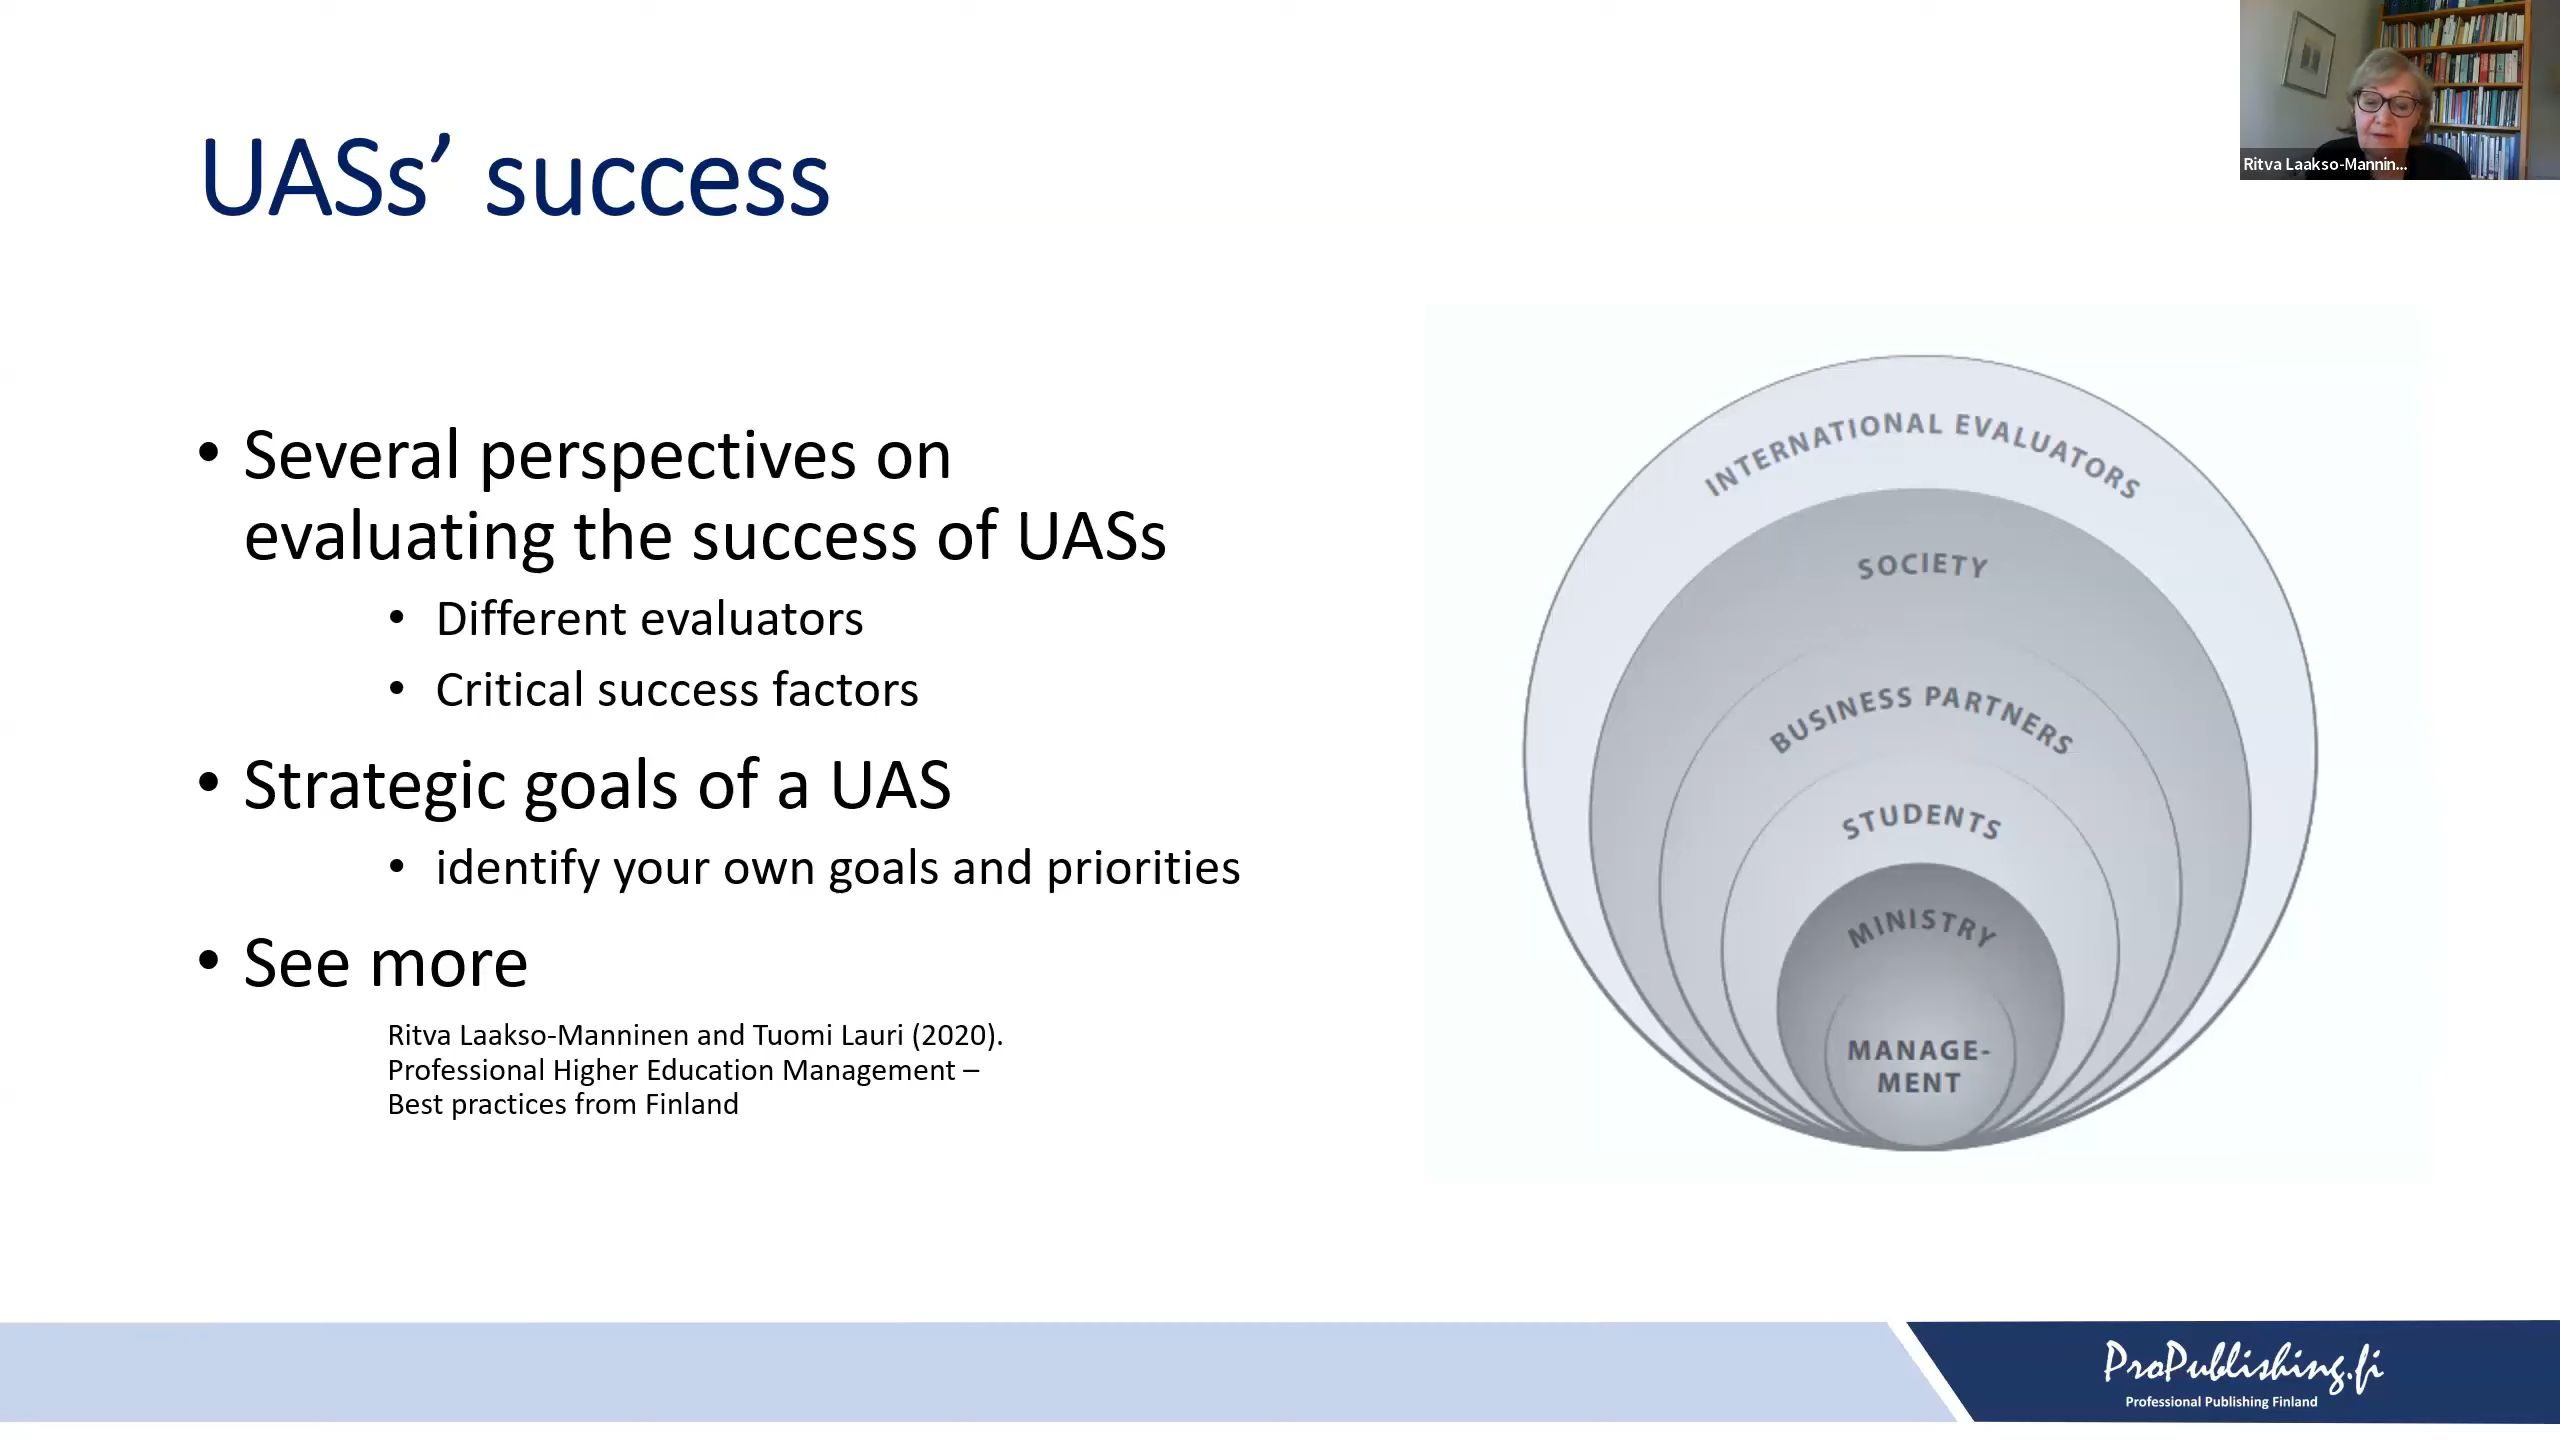 Ritva Laakso-Mannin...
UASs’ success
• Several perspectives on
evaluating the success of UASs
• Different evaluators
• Critical success factors
• Strategic goals of a UAS
• identify your own goals and priorities
• See more
Ritva Laakso-Manninen and Tuomi Lauri (2020).
Professional Higher Education Management –
Best practices from Finland
INTERNATIONAL EVALUATORS
SOCIETY
BUSINESS PARTNERS
STUDENTS
MINISTRY
MANAGE-
MENT
ProPublishing.fi
Professional Publishing Finland